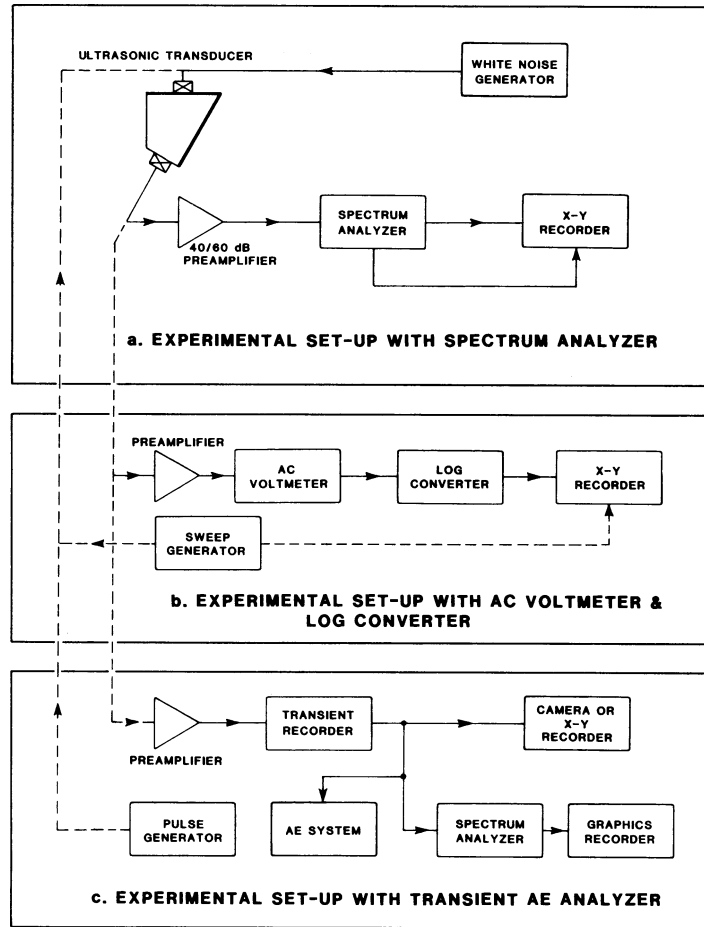 ULTRASONIC TRANSDUCER
WHITE NOISE
GENERATOR
40/60 dB
PREAMPLIFIER
SPECTRUM
ANALYZER
X-Y
RECORDER
a. EXPERIMENTAL SET-UP WITH SPECTRUM ANALYZER
PREAMPLIFIER
AC
VOLTMETER
LOG
CONVERTER
X-Y
RECORDER
SWEEP
GENERATOR
b. EXPERIMENTAL SET-UP WITH AC VOLTMETER &
LOG CONVERTER
PREAMPLIFIER
TRANSIENT
RECORDER
CAMERA OR
X-Y
RECORDER
PULSE
GENERATOR
AE SYSTEM
SPECTRUM
ANALYZER
GRAPHICS
RECORDER
c. EXPERIMENTAL SET-UP WITH TRANSIENT AE ANALYZER